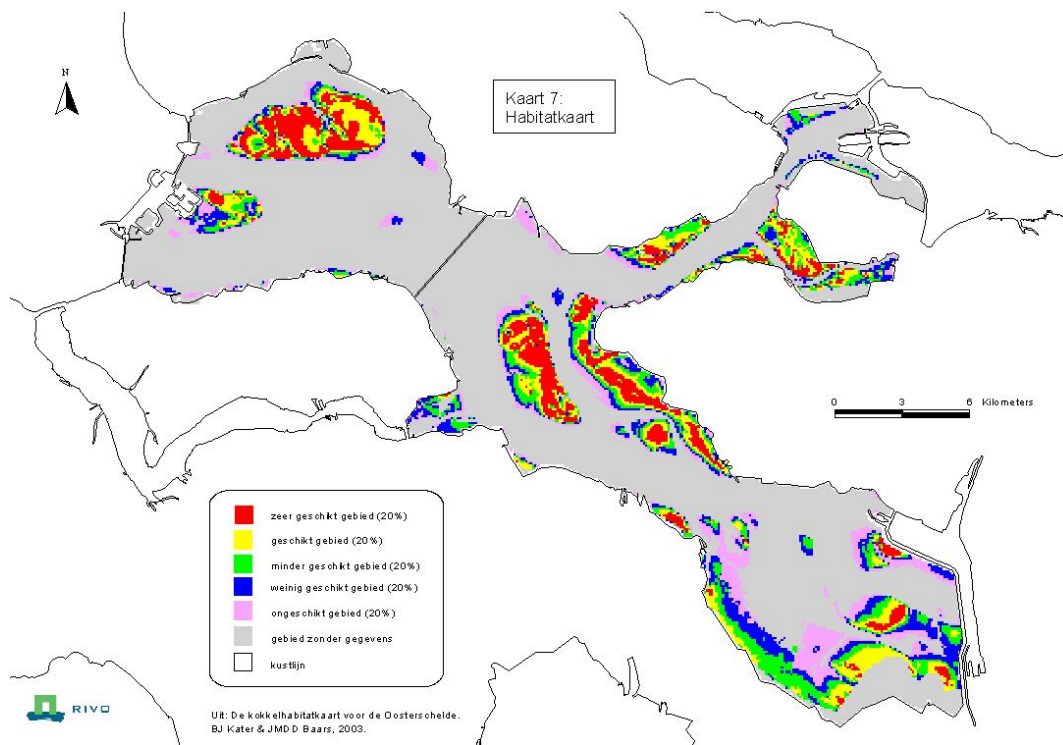 N
Kaart 7:
Habitatkaart
0 3 6 Kilometers
zeer geschikt gebied (20%)
geschikt gebied (20%)
minder geschikt gebied (20%)
weinig geschikt gebied (20%)
ongeschikt gebied (20%)
gebied zonder gegevens
kustlijn
RIVO
Uit: De kokkelhabitatkaart voor de Oosterschelde.
BJ Kater & JMDD Baars, 2003.